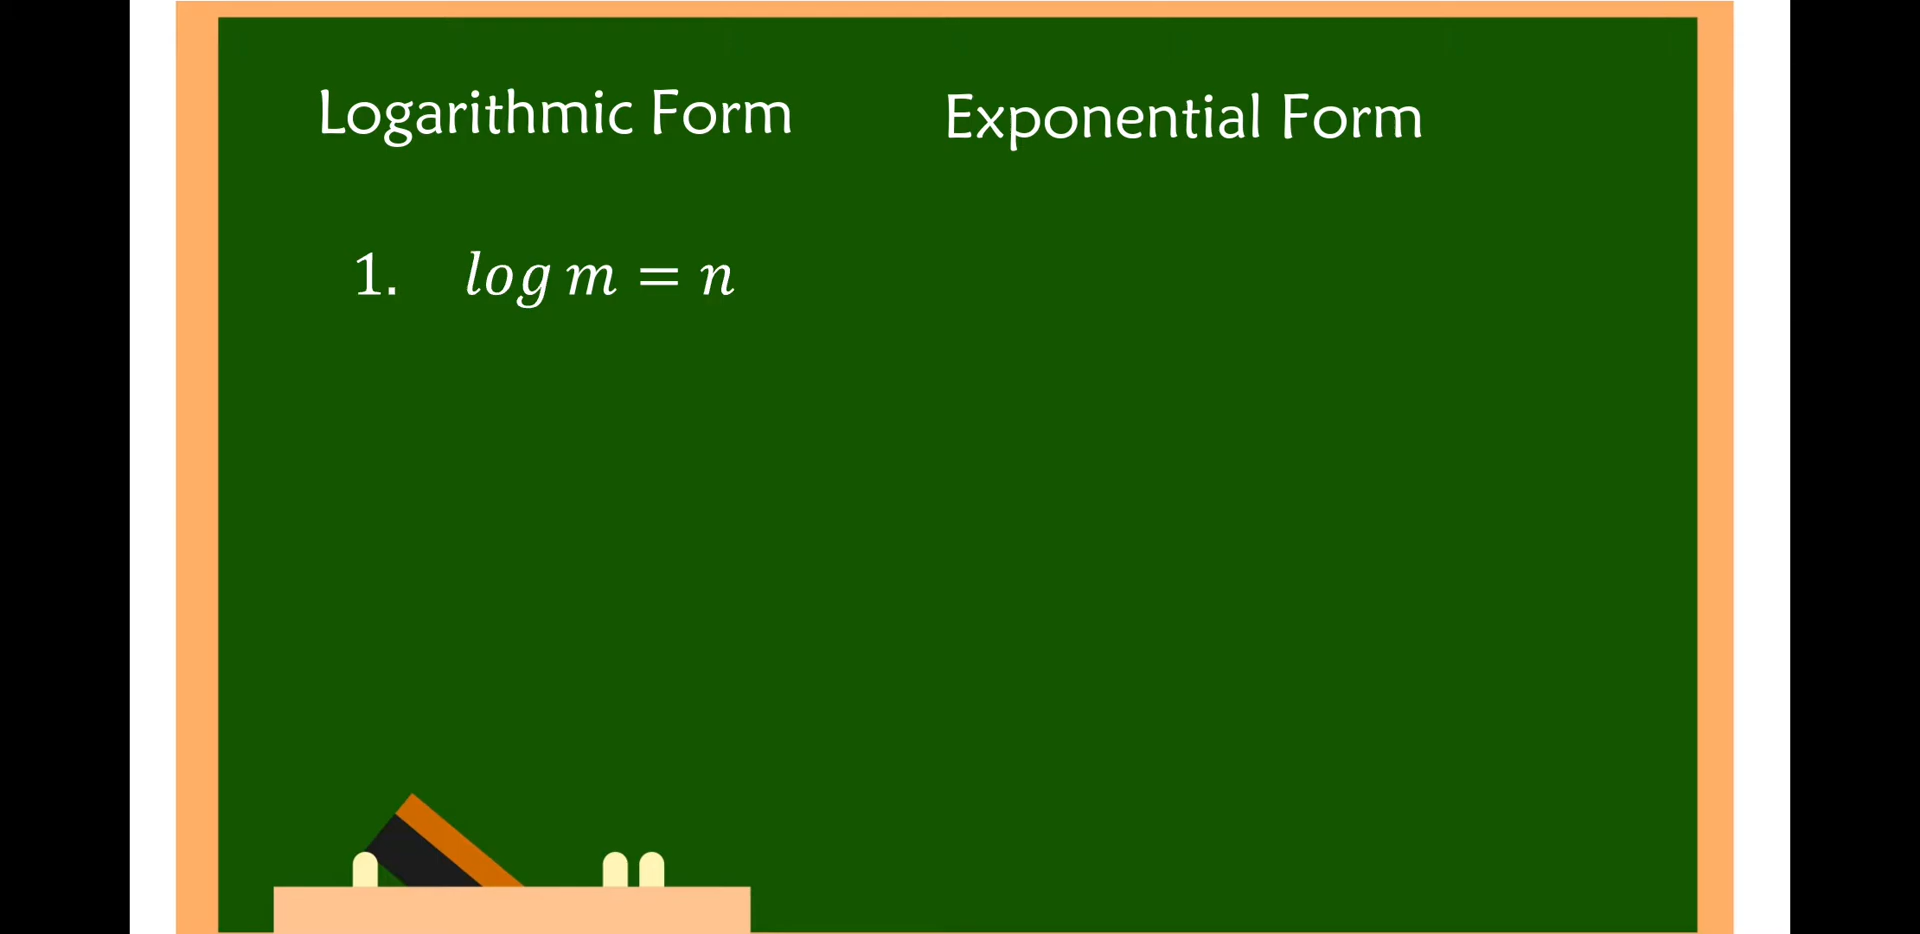 Logarithmic Form
Exponential Form
1. log m = n